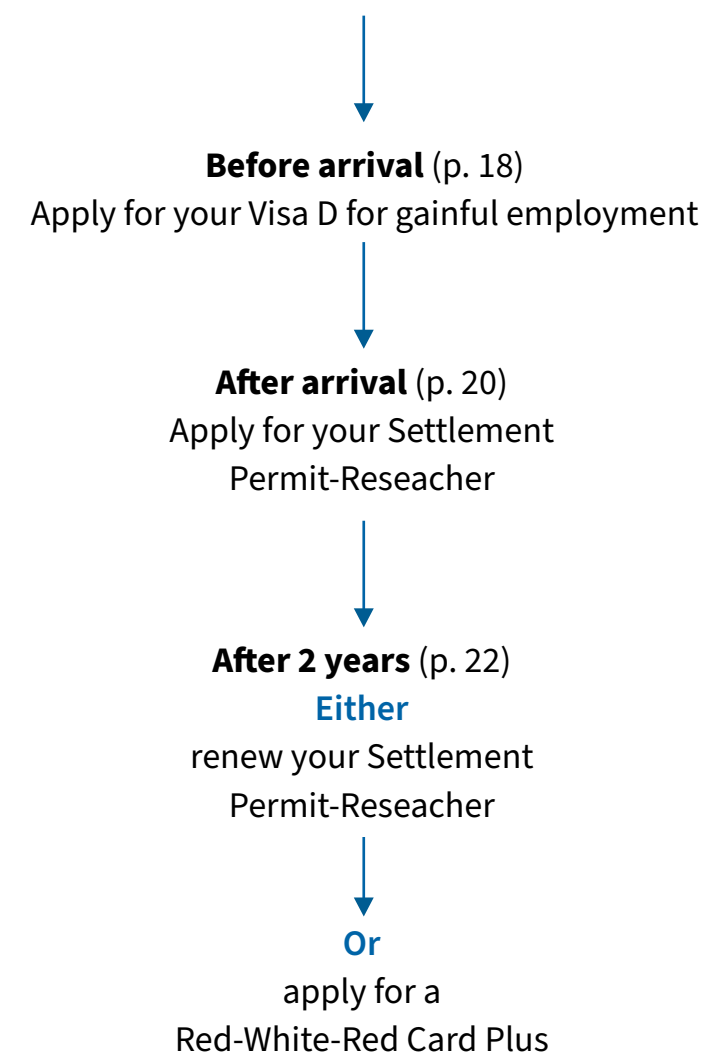 Before arrival (p. 18)
Apply for your Visa D for gainful employment
After arrival (p. 20)
Apply for your Settlement
Permit-Reseacher
After 2 years (p. 22)
Either
renew your Settlement
Permit-Reseacher
Or
apply for a
Red-White-Red Card Plus